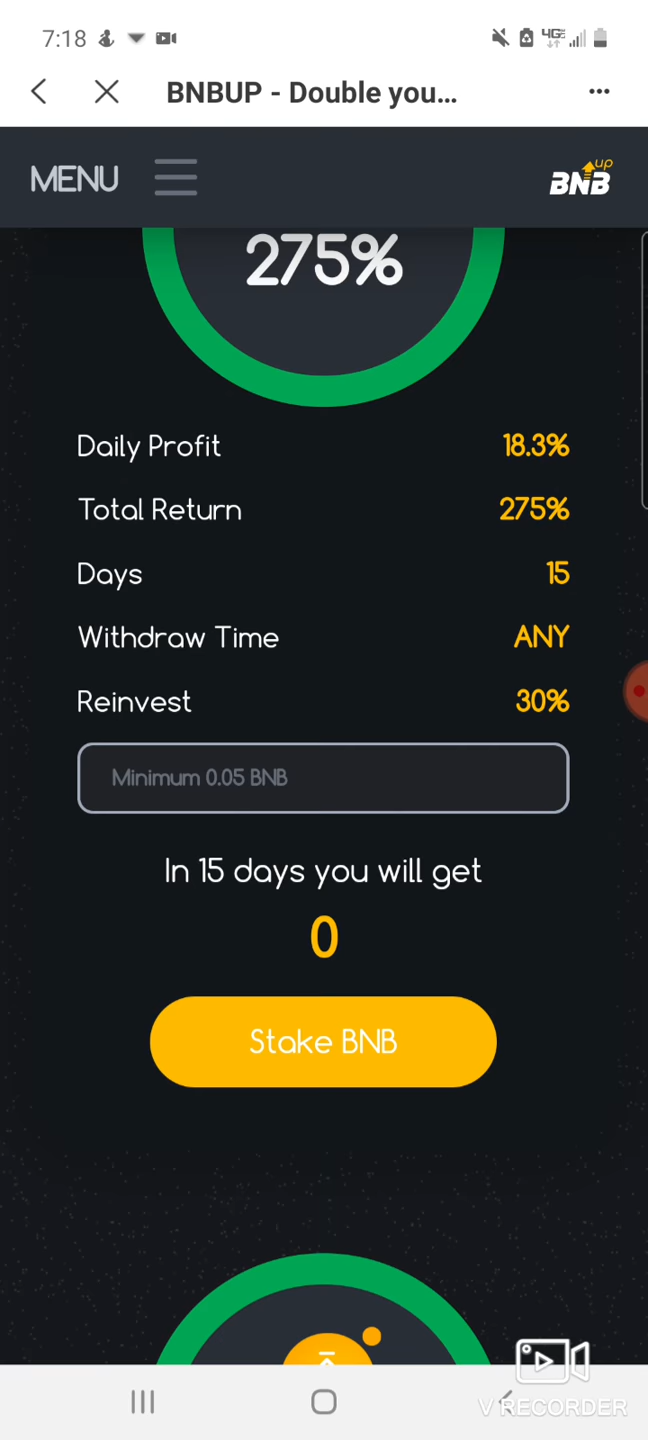 7:18
4GE
BNBUP - Double you...
MENU
BNB up
275%
Daily Profit 18.3%
Total Return 275%
Days 15
Withdraw Time ANY
Reinvest 30%
Minimum 0.05 BNB
In 15 days you will get
0
Stake BNB
V RECORDER